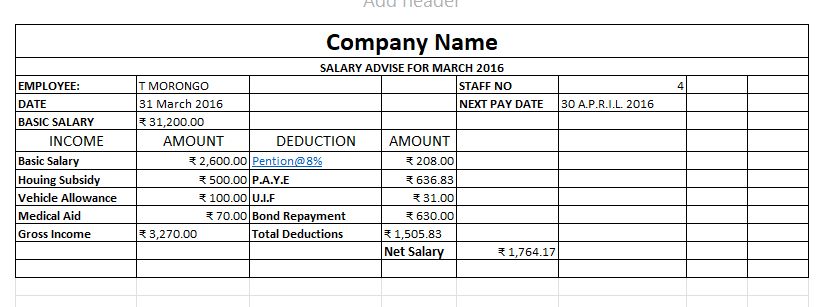 Add header
Company Name
SALARY ADVISE FOR MARCH 2016
EMPLOYEE: T MORONGO STAFF NO 4
DATE 31 March 2016 NEXT PAY DATE 30 A.P.R.I.L. 2016
BASIC SALARY ₹ 31,200.00
INCOME AMOUNT DEDUCTION AMOUNT
Basic Salary ₹ 2,600.00 Pention@8% ₹ 208.00
Houing Subsidy ₹ 500.00 P.A.Y.E ₹ 636.83
Vehicle Allowance ₹ 100.00 U.I.F ₹ 31.00
Medical Aid ₹ 70.00 Bond Repayment ₹ 630.00
Gross Income ₹ 3,270.00 Total Deductions ₹ 1,505.83
Net Salary ₹ 1,764.17